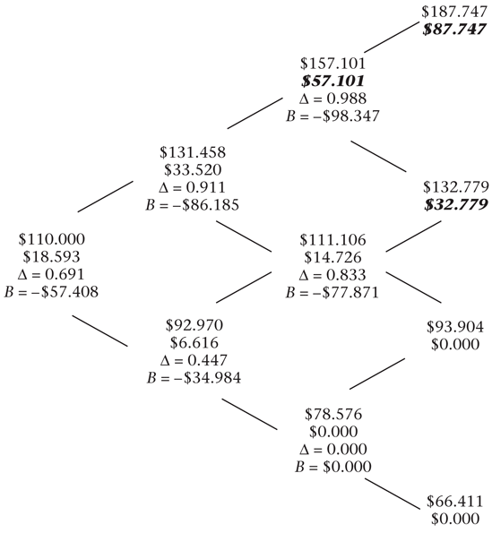 $187.747
$87.747
$157.101
$57.101
Δ = 0.988
B = –$98.347
$131.458
$33.520
Δ = 0.911
B = –$86.185
$132.779
$32.779
$110.000
$18.593
Δ = 0.691
B = –$57.408
$111.106
$14.726
Δ = 0.833
B = –$77.871
$92.970
$6.616
Δ = 0.447
B = –$34.984
$93.904
$0.000
$78.576
$0.000
Δ = 0.000
B = $0.000
$66.411
$0.000